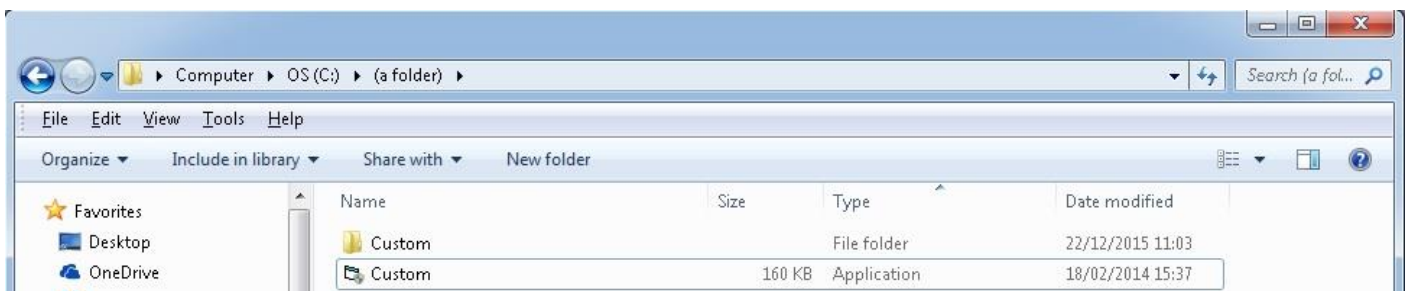 Computer OS (C:) (a folder) Search (a fol...
File Edit View Tools Help
Organize Include in library Share with New folder
Favorites Name Size Type Date modified
Desktop Custom File folder 22/12/2015 11:03
OneDrive Custom 160 KB Application 18/02/2014 15:37